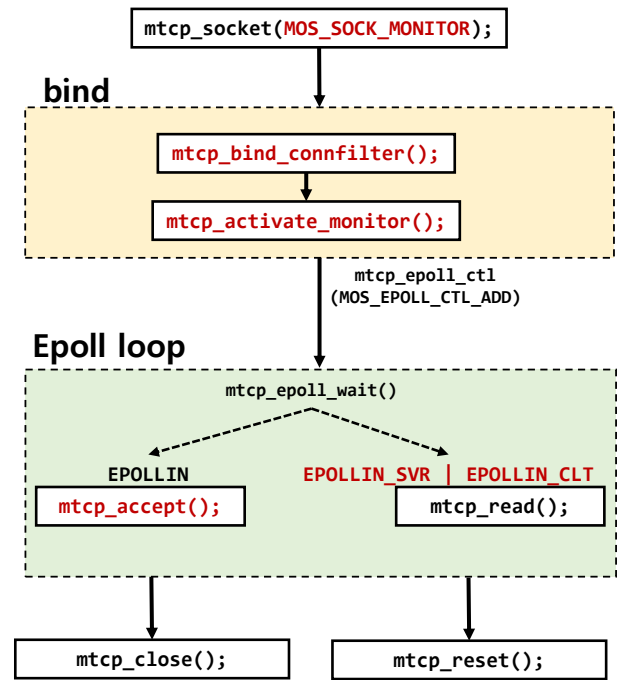 mtcp_socket(MOS_SOCK_MONITOR);
bind
mtcp_bind_connfilter();
mtcp_activate_monitor();
mtcp_epoll_ctl
(MOS_EPOLL_CTL_ADD)
Epoll loop
mtcp_epoll_wait()
EPOLLIN
EPOLLIN_SVR | EPOLLIN_CLT
mtcp_accept();
mtcp_read();
mtcp_close();
mtcp_reset();